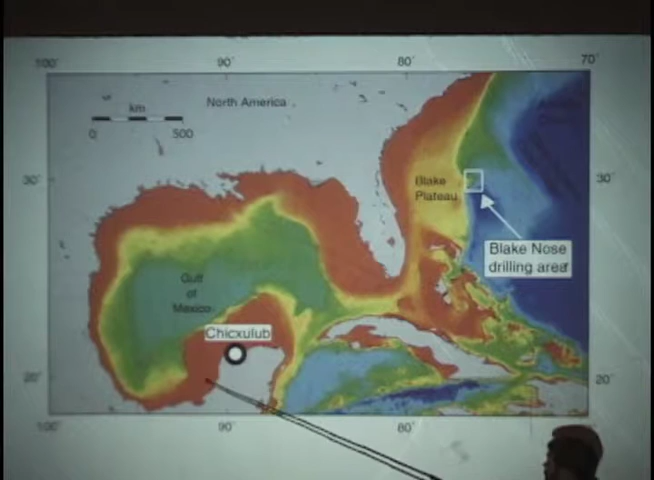 100°
90°
80°
70°
km
0
500
North America
30°
30°
Blake
Plateau
Blake Nose
drilling area
Gulf
of
Mexico
Chicxulub
20°
20°
100°
90°
80°